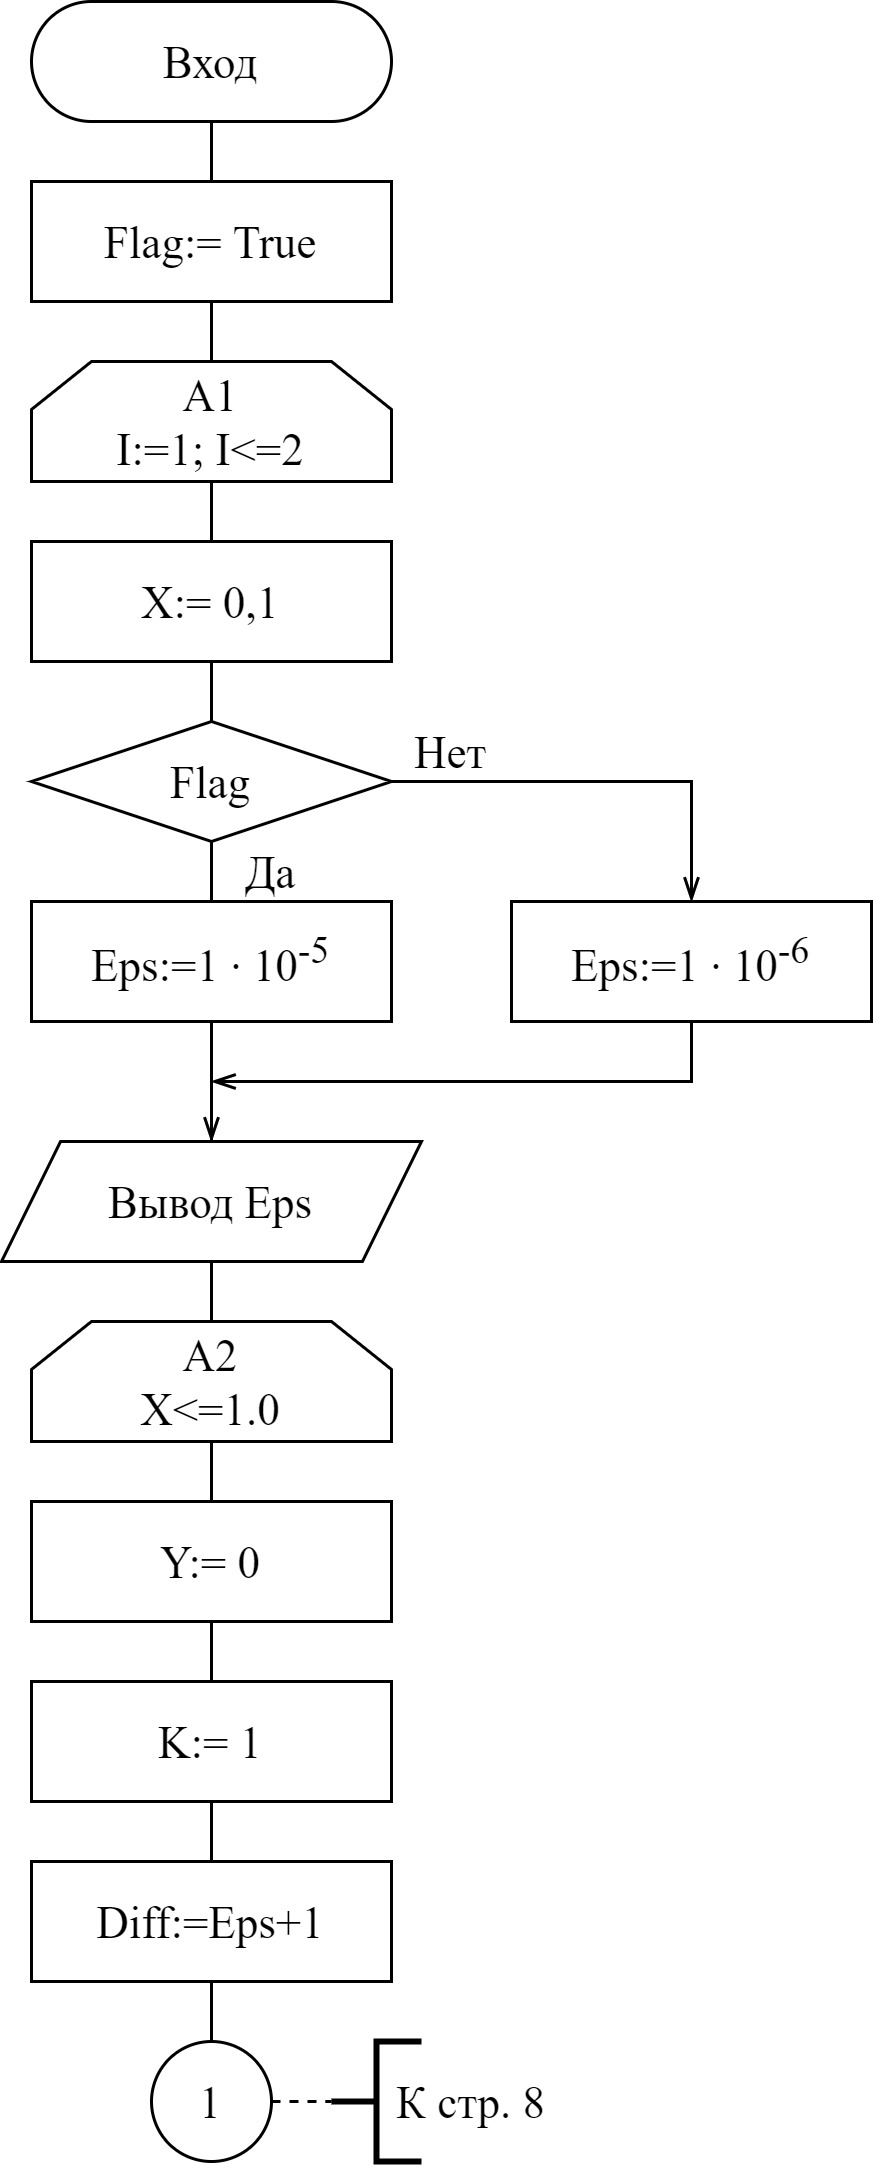 Вход
Flag:= True
A1
I:=1; I<=2
X:= 0,1
Flag
Нет
Да
Eps:=1 · 10⁻⁵
Eps:=1 · 10⁻⁶
Вывод Eps
A2
X<=1.0
Y:= 0
K:= 1
Diff:=Eps+1
1
К стр. 8